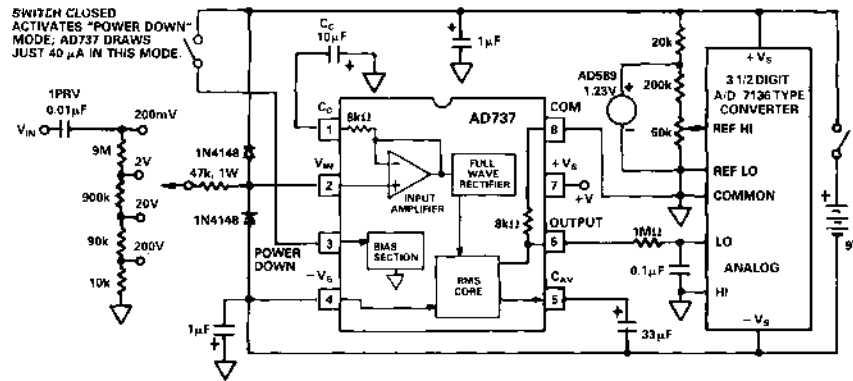 SWITCH CLOSED
ACTIVATES "POWER DOWN"
MODE; AD737 DRAWS
JUST 40 μA IN THIS MODE.
CC
10μF
+
1μF
+
20k
+VS
AD589
1.23V
+
−
200k
50k
3 1/2 DIGIT
A/D 7136 TYPE
CONVERTER
REF HI
REF LO
COMMON
1PRV
0.01μF
VIN
200mV
9M
2V
900k
20V
90k
200V
10k
1N4148
47k, 1W
1N4148
CC
1
8kΩ
AD737
COM
8
VIN
2
−
+
INPUT
AMPLIFIER
FULL
WAVE
RECTIFIER
+VS
7
+V
POWER
DOWN
3
BIAS
SECTION
8kΩ
OUTPUT
6
1MΩ
LO
0.1μF
ANALOG
HI
−VS
4
RMS
CORE
CAV
5
+
33μF
1μF
+
−VS
+